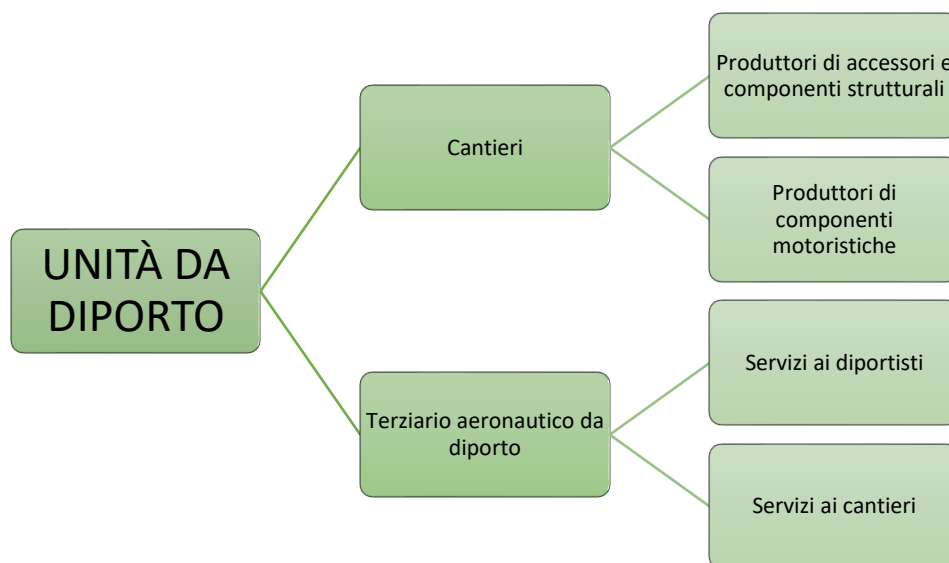 UNITÀ DA
DIPORTO
Cantieri
Produttori di accessori e
componenti strutturali
Produttori di
componenti
motoristiche
Terziario aeronautico da
diporto
Servizi ai diportisti
Servizi ai cantieri